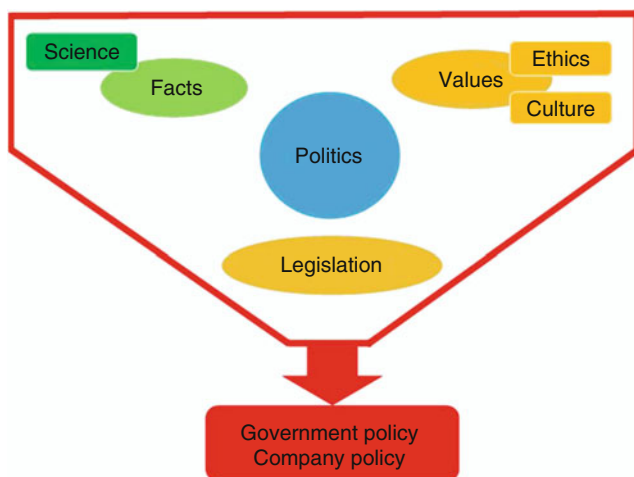 Science
Facts
Values
Ethics
Culture
Politics
Legislation
Government policy
Company policy